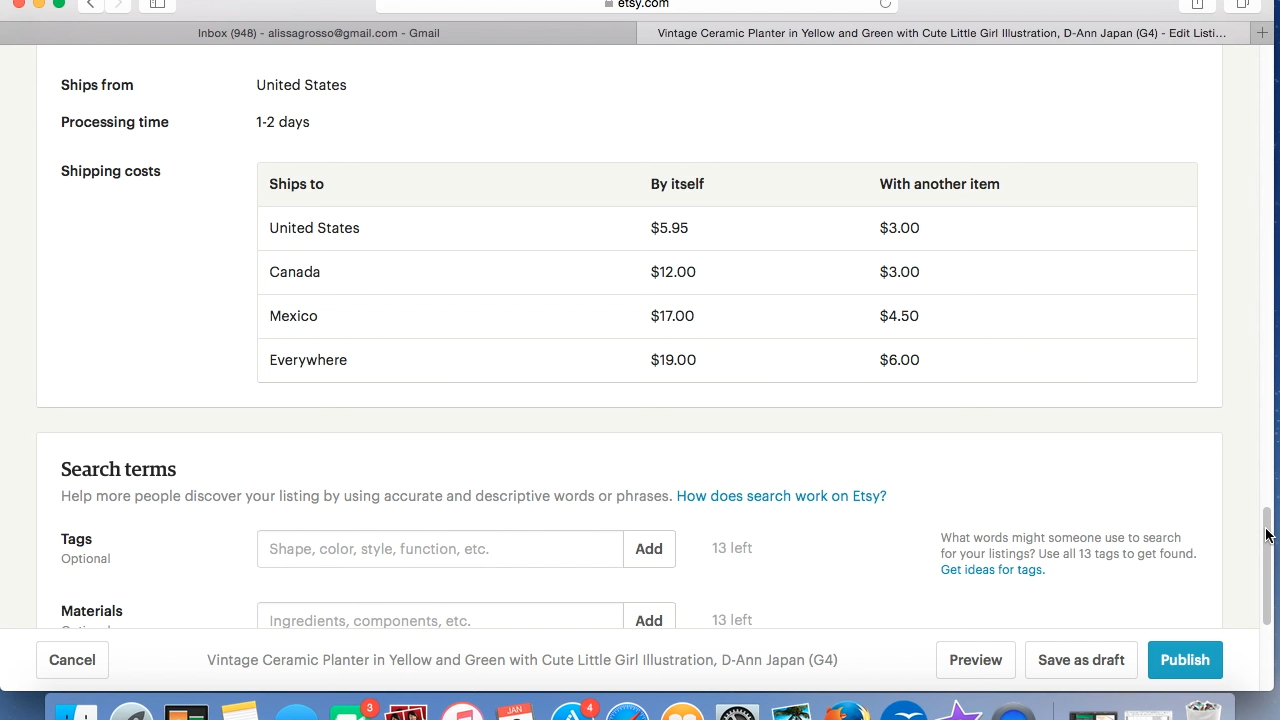 etsy.com
Inbox (948) - alissagrosso@gmail.com - Gmail
Vintage Ceramic Planter in Yellow and Green with Cute Little Girl Illustration, D-Ann Japan (G4) - Edit Listi...
Ships from United States
Processing time 1-2 days
Shipping costs
Ships to By itself With another item
United States $5.95 $3.00
Canada $12.00 $3.00
Mexico $17.00 $4.50
Everywhere $19.00 $6.00
Search terms
Help more people discover your listing by using accurate and descriptive words or phrases. How does search work on Etsy?
Tags
Optional
Shape, color, style, function, etc. Add 13 left
What words might someone use to search
for your listings? Use all 13 tags to get found.
Get ideas for tags.
Materials
Ingredients, components, etc. Add 13 left
Cancel Vintage Ceramic Planter in Yellow and Green with Cute Little Girl Illustration, D-Ann Japan (G4) Preview Save as draft Publish
3
JAN
4